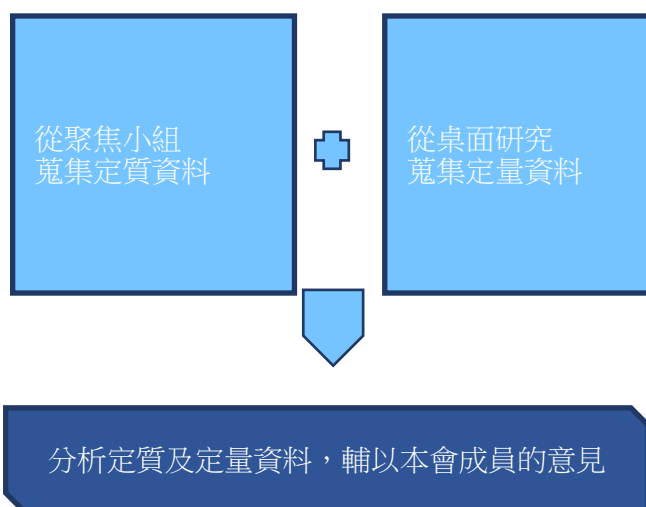 從聚焦小組
蒐集定質資料
從桌面研究
蒐集定量資料
分析定質及定量資料，輔以本會成員的意見